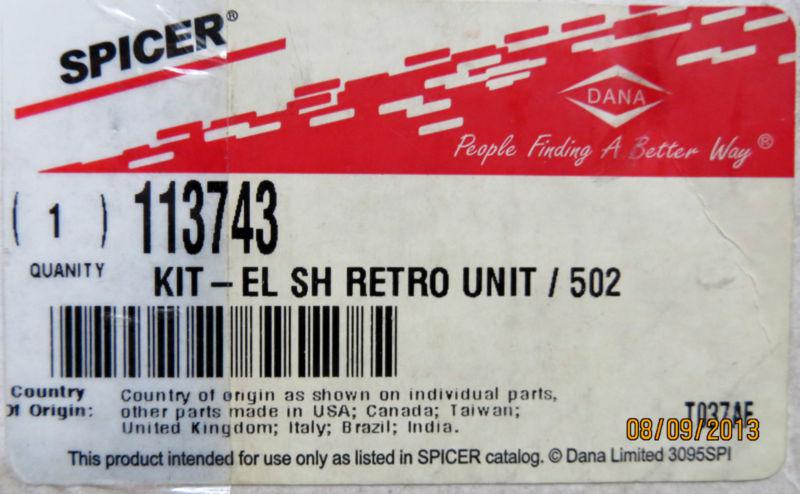 SPICER®
DANA
People Finding A Better Way®
( 1 ) 113743
QUANITY
KIT – EL SH RETRO UNIT / 502
Country of Origin:
Country of origin as shown on individual parts,
other parts made in USA; Canada; Taiwan;
United Kingdom; Italy; Brazil; India.
08/09/2013
This product intended for use only as listed in SPICER catalog. © Dana Limited 3095SPI